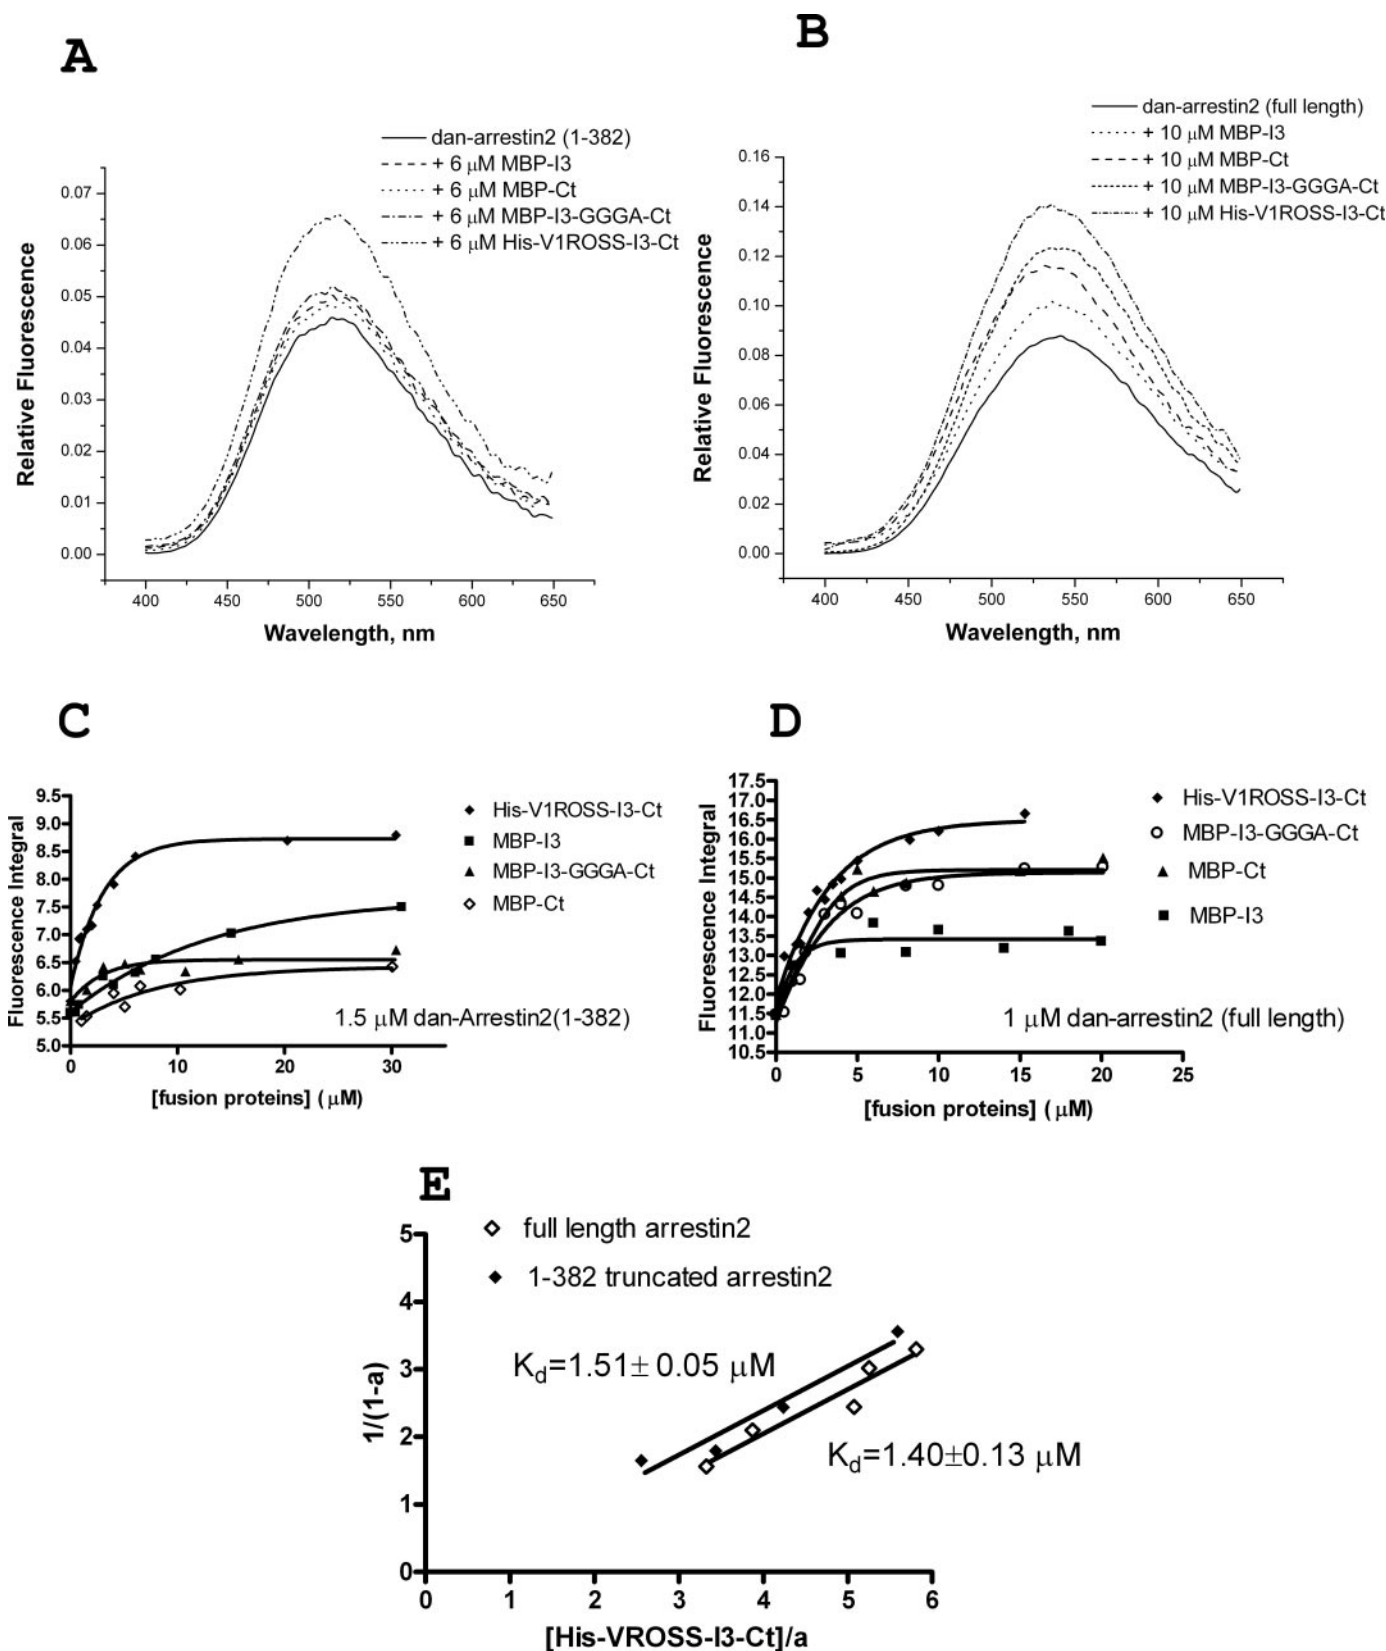 A
dan-arrestin2 (1-382)
+ 6 μM MBP-I3
+ 6 μM MBP-Ct
+ 6 μM MBP-I3-GGGA-Ct
+ 6 μM His-V1ROSS-I3-Ct
0.07
0.06
0.05
0.04
0.03
0.02
0.01
0.00
Relative Fluorescence
400 450 500 550 600 650
Wavelength, nm
B
dan-arrestin2 (full length)
+ 10 μM MBP-I3
+ 10 μM MBP-Ct
+ 10 μM MBP-I3-GGGA-Ct
+ 10 μM His-V1ROSS-I3-Ct
0.16
0.14
0.12
0.10
0.08
0.06
0.04
0.02
0.00
Relative Fluorescence
400 450 500 550 600 650
Wavelength, nm
C
9.5
9.0
8.5
8.0
7.5
7.0
6.5
6.0
5.5
5.0
Fluorescence Integral
His-V1ROSS-I3-Ct
MBP-I3
MBP-I3-GGGA-Ct
MBP-Ct
1.5 μM dan-Arrestin2(1-382)
0 10 20 30
[fusion proteins] (μM)
D
17.5
17.0
16.5
16.0
15.5
15.0
14.5
14.0
13.5
13.0
12.5
12.0
11.5
11.0
10.5
Fluorescence Integral
His-V1ROSS-I3-Ct
MBP-I3-GGGA-Ct
MBP-Ct
MBP-I3
1 μM dan-arrestin2 (full length)
0 5 10 15 20 25
[fusion proteins] (μM)
E
full length arrestin2
1-382 truncated arrestin2
5
4
3
2
1
0
1/(1-a)
Kd=1.51± 0.05 μM
Kd=1.40±0.13 μM
0 1 2 3 4 5 6
[His-VROSS-I3-Ct]/a